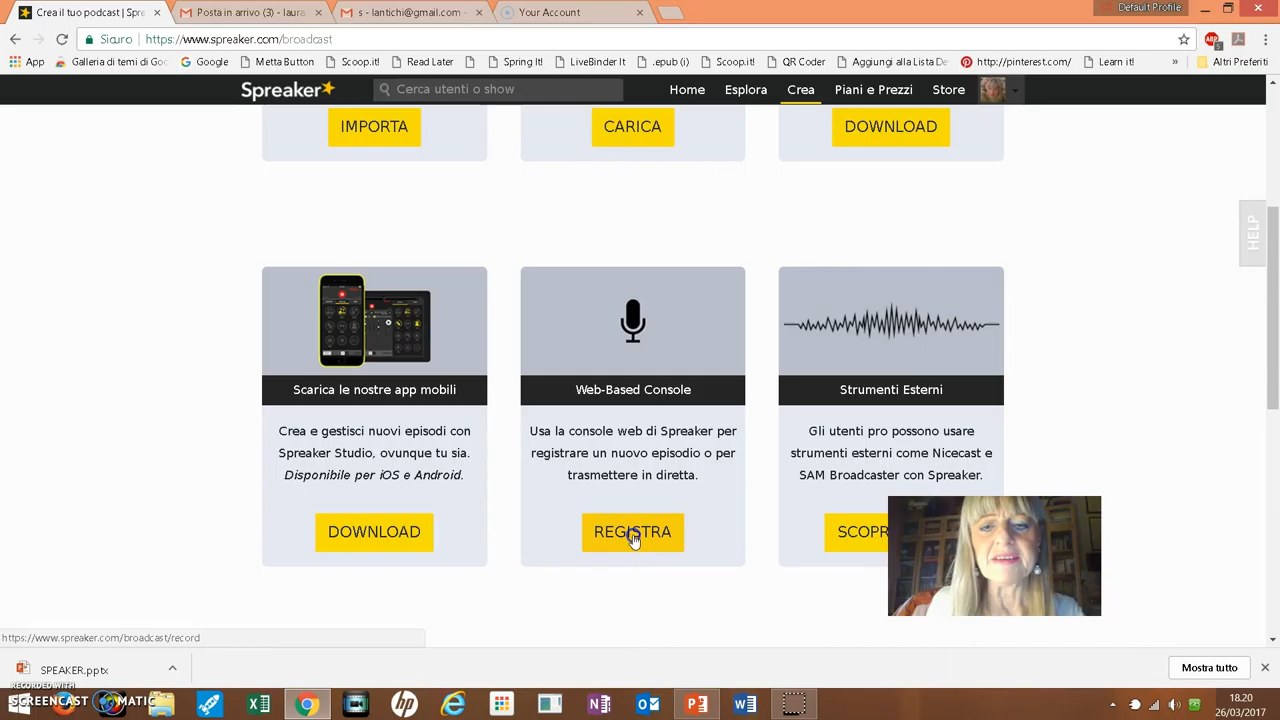 Crea il tuo podcast | Spre
Posta in arrivo (3) - laura
s - lantichi@gmail.com -
Your Account
Default Profile
Sicuro
https://www.spreaker.com/broadcast
App
Galleria di temi di Goo
Google
Metta Button
Scoop.it!
Read Later
Spring It!
LiveBinder It
.epub (i)
Scoop.it!
QR Coder
Aggiungi alla Lista De
http://pinterest.com/
Learn it!
»
Altri Preferiti
Spreaker
Cerca utenti o show
Home
Esplora
Crea
Piani e Prezzi
Store
IMPORTA
CARICA
DOWNLOAD
HELP
Scarica le nostre app mobili
Crea e gestisci nuovi episodi con
Spreaker Studio, ovunque tu sia.
Disponibile per iOS e Android.
DOWNLOAD
Web-Based Console
Usa la console web di Spreaker per
registrare un nuovo episodio o per
trasmettere in diretta.
REGISTRA
Strumenti Esterni
Gli utenti pro possono usare
strumenti esterni come Nicecast e
SAM Broadcaster con Spreaker.
SCOPR
https://www.spreaker.com/broadcast/record
SPEAKER.pptx
Mostra tutto
RECORDED WITH
SCREENCAST MATIC
18.20
26/03/2017